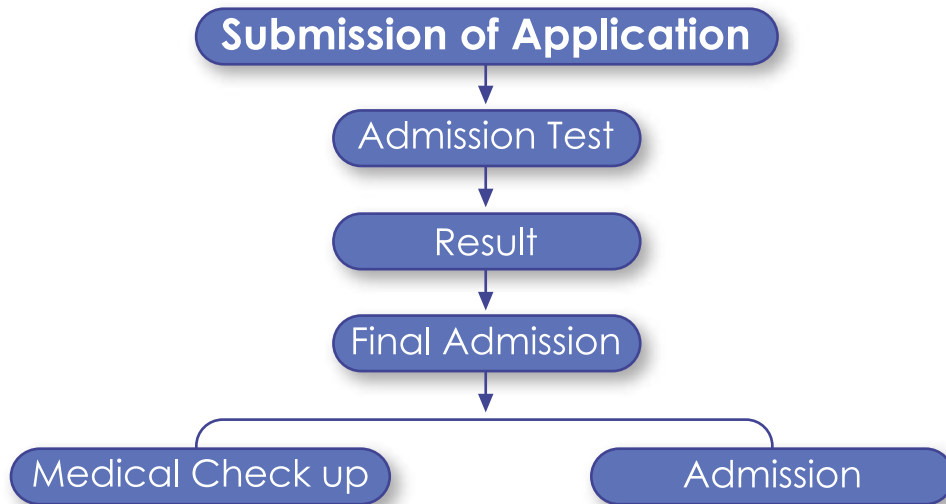 Submission of Application
Admission Test
Result
Final Admission
Medical Check up
Admission